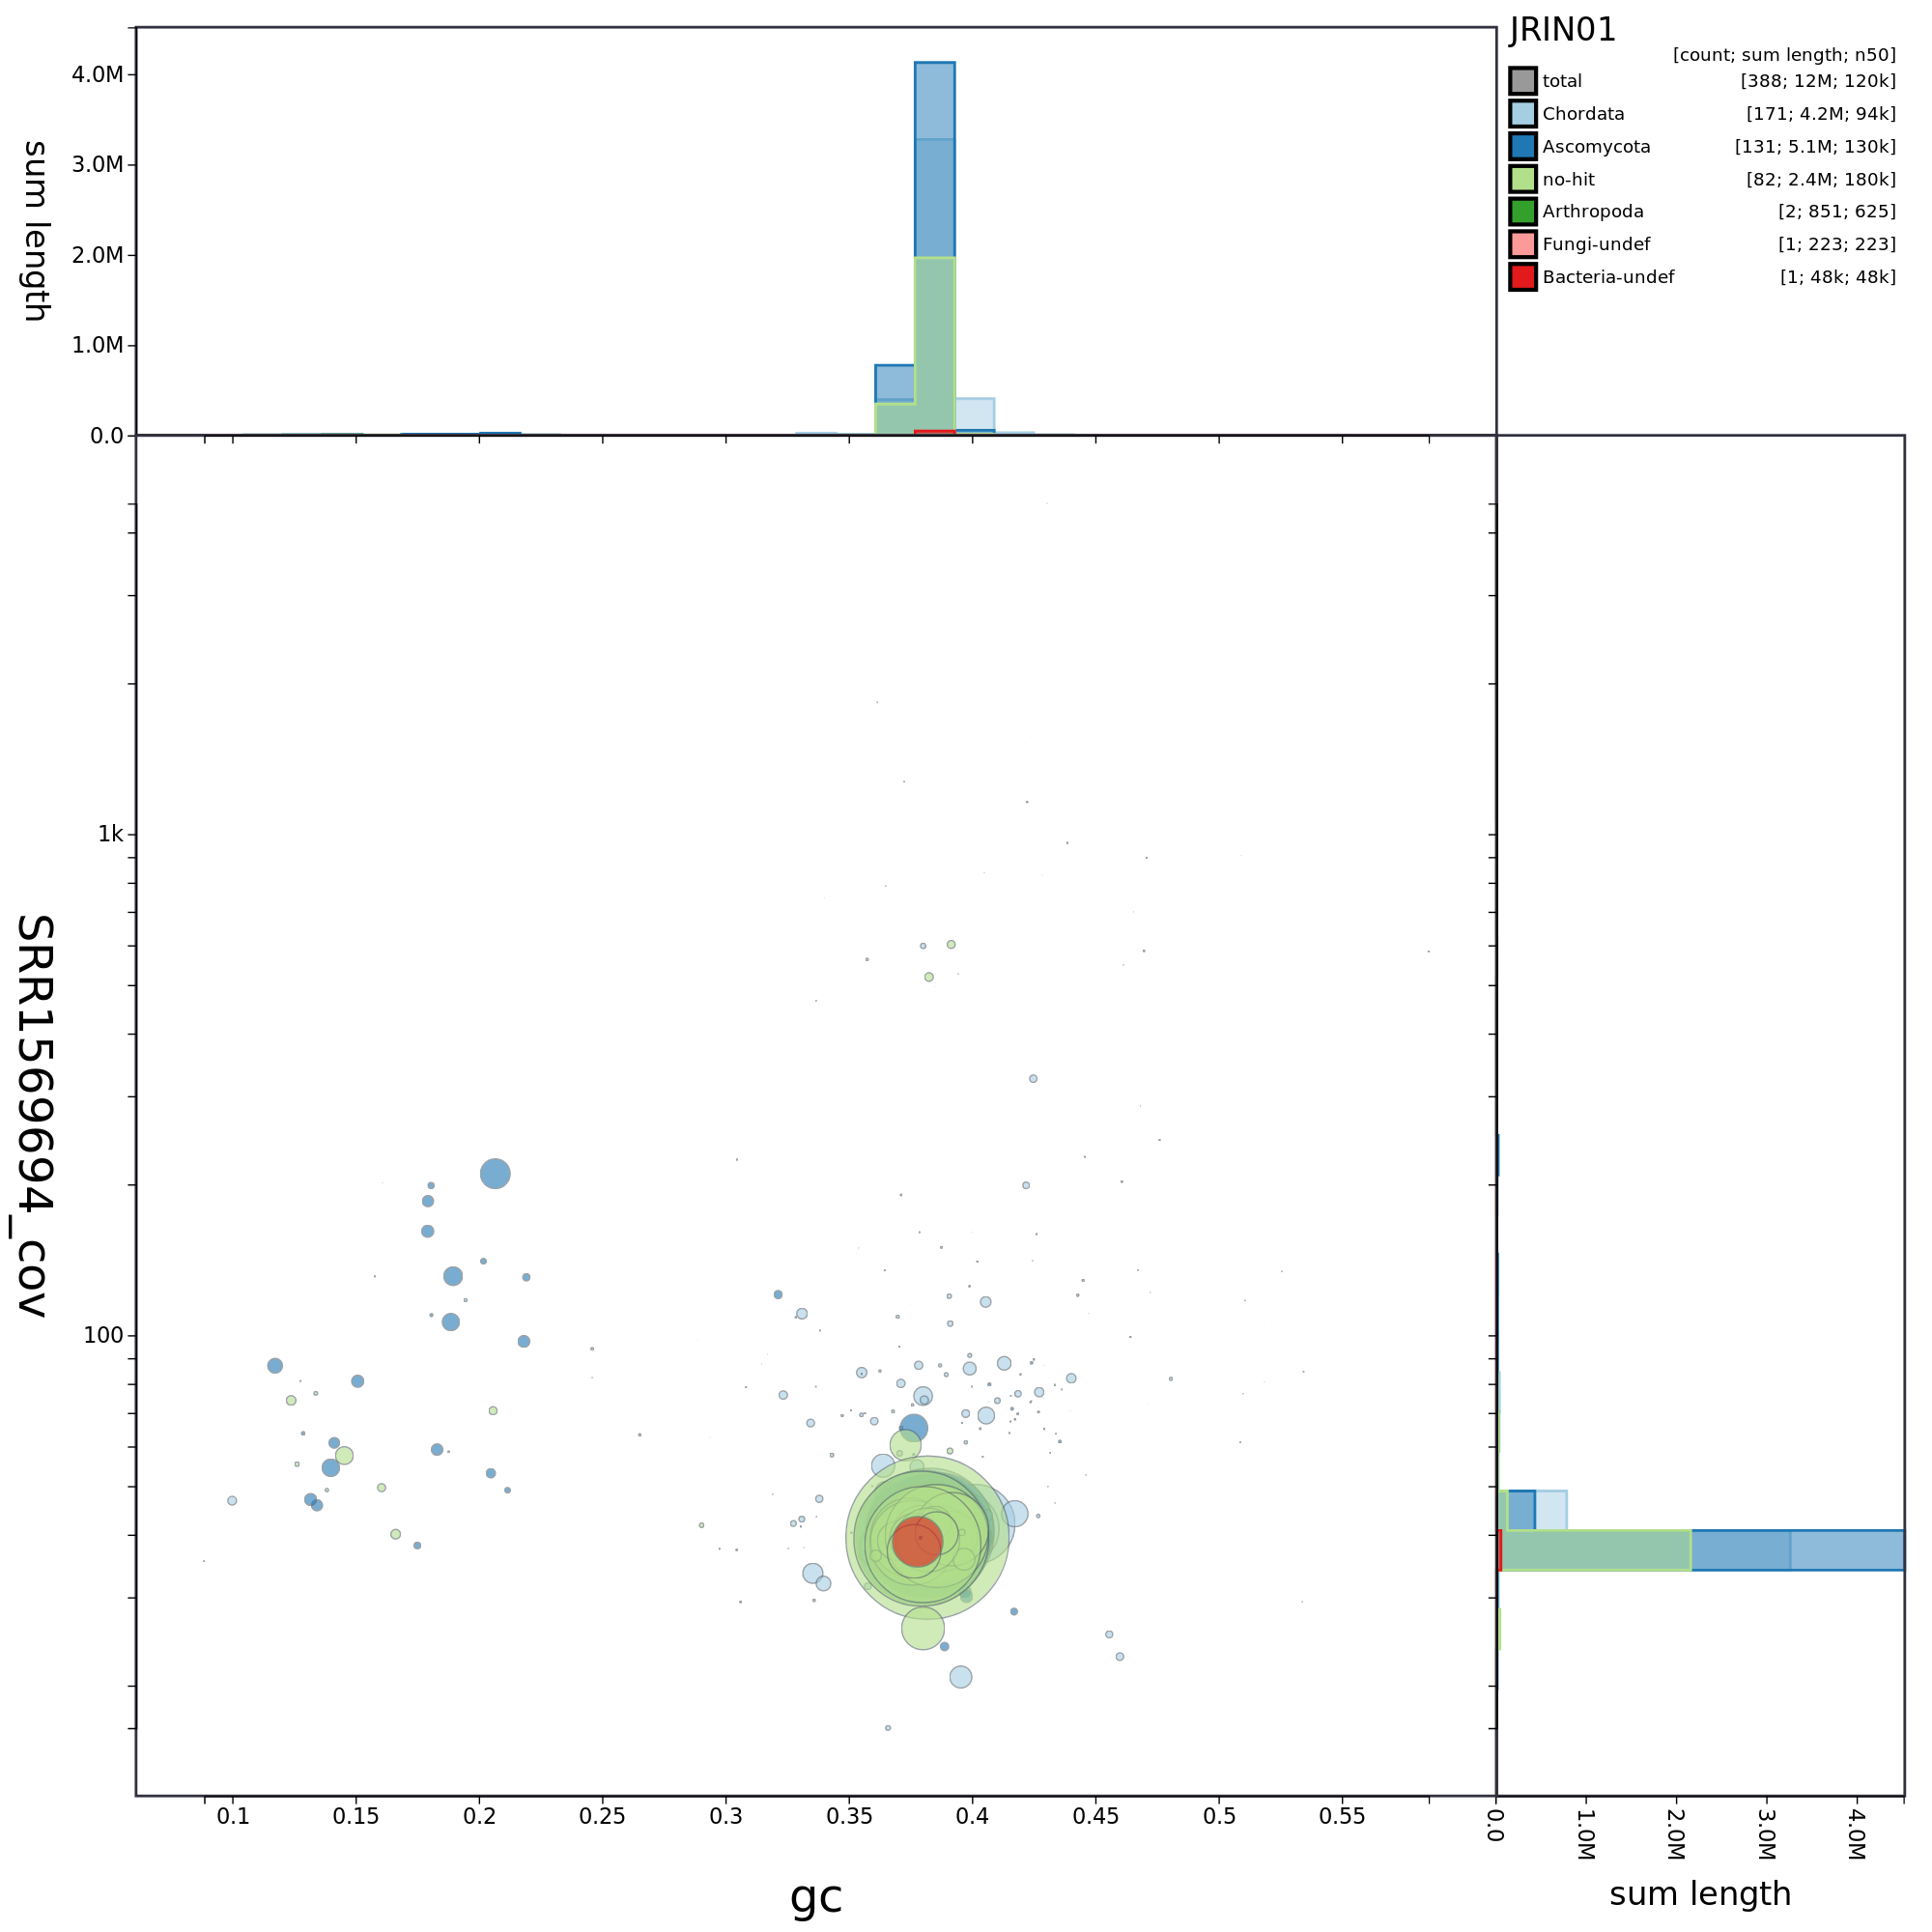 JRIN01
[count; sum length; n50]
total [388; 12M; 120k]
Chordata [171; 4.2M; 94k]
Ascomycota [131; 5.1M; 130k]
no-hit [82; 2.4M; 180k]
Arthropoda [2; 851; 625]
Fungi-undef [1; 223; 223]
Bacteria-undef [1; 48k; 48k]
sum length
4.0M
3.0M
2.0M
1.0M
0.0
SRR1569694_cov
1k
100
0.1 0.15 0.2 0.25 0.3 0.35 0.4 0.45 0.5 0.55
gc
0.0 1.0M 2.0M 3.0M 4.0M
sum length